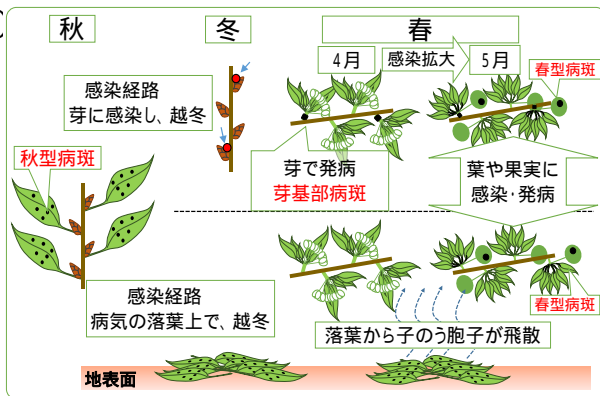 秋
冬
春
4月
感染拡大
5月
春型病斑
感染経路
芽に感染し、越冬
秋型病斑
芽で発病
芽基部病斑
葉や果実に
感染・発病
感染経路
病気の落葉上で、越冬
春型病斑
落葉から子のう胞子が飛散
地表面